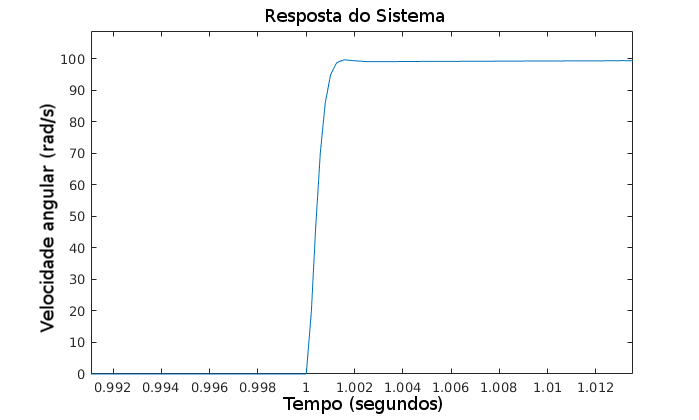 Resposta do Sistema
Velocidade angular (rad/s)
100
90
80
70
60
50
40
30
20
10
0
0.992 0.994 0.996 0.998 1 1.002 1.004 1.006 1.008 1.01 1.012
Tempo (segundos)